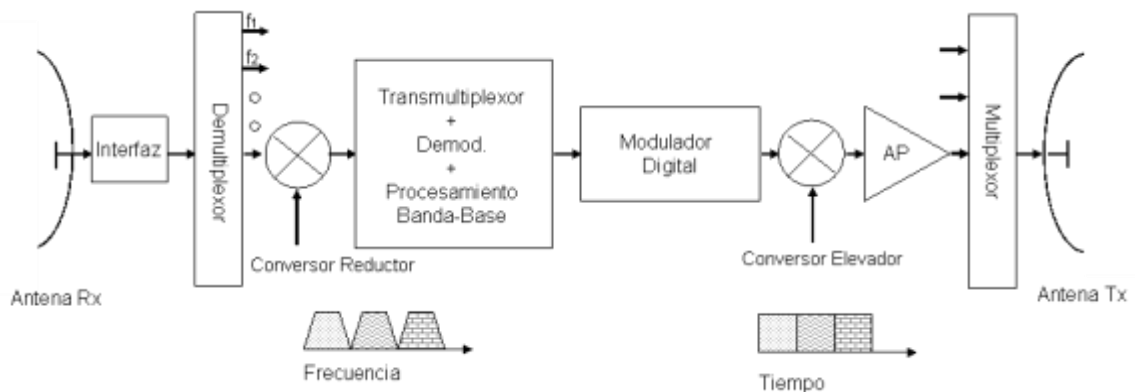 f1
f2
Antena Rx
Interfaz
Demultiplexor
Conversor Reductor
Transmultiplexor
+
Demod.
+
Procesamiento
Banda-Base
Modulador
Digital
Conversor Elevador
AP
Multiplexor
Antena Tx
Frecuencia
Tiempo